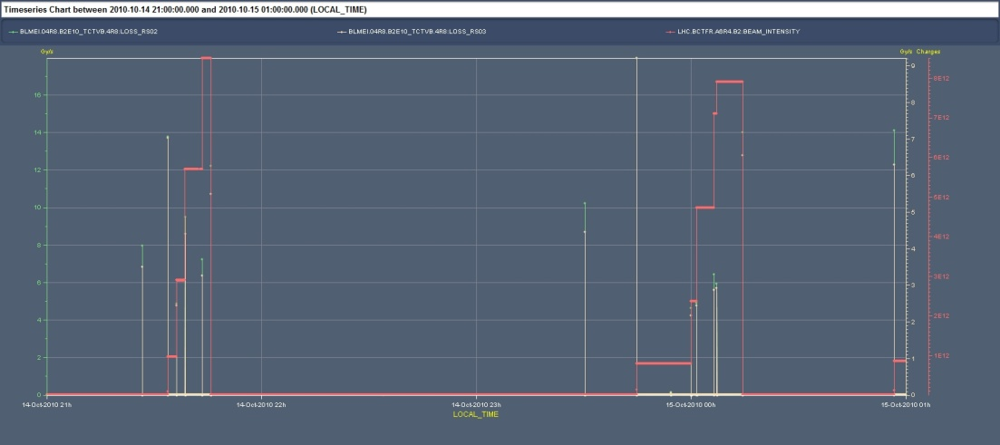 Timeseries Chart between 2010-10-14 21:00:00.000 and 2010-10-15 01:00:00.000 (LOCAL_TIME)
BLMEI.04R8.B2E10_TCTVB.4R8:LOSS_RS02 BLMEI.04R8.B2E10_TCTVB.4R8:LOSS_RS03 LHC.BCTFR.A6R4.B2:BEAM_INTENSITY
Gy/s Gy/s Charges
9
8E12
16
8
7E12
14
7
6E12
12
6
5E12
10
5
4E12
8
4
3E12
6
3
2E12
4
2
1E12
2
1
0 0
14-Oct-2010 21h 14-Oct-2010 22h 14-Oct-2010 23h 15-Oct-2010 00h 15-Oct-2010 01h
LOCAL_TIME